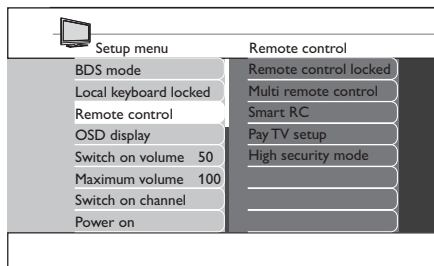 Setup menu
Remote control
BDS mode
Local keyboard locked
Remote control
OSD display
Switch on volume 50
Maximum volume 100
Switch on channel
Power on
Remote control locked
Multi remote control
Smart RC
Pay TV setup
High security mode